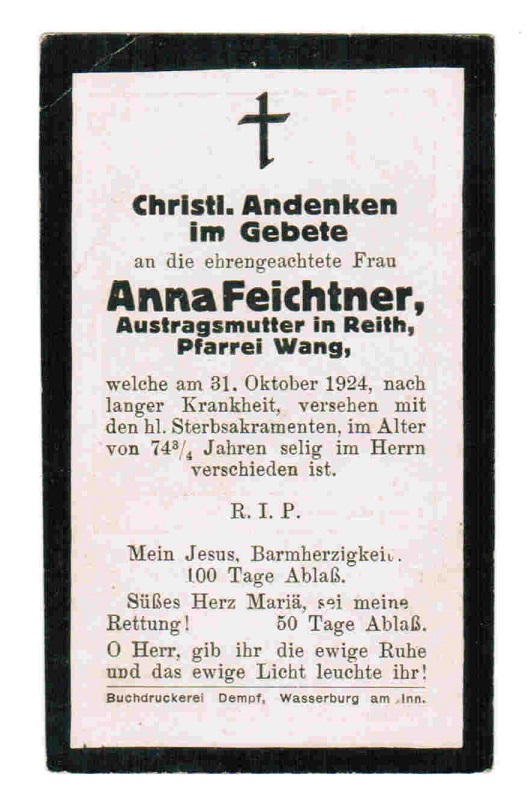 Christl. Andenken
im Gebete
an die ehrengeachtete Frau
Anna Feichtner,
Austragsmutter in Reith,
Pfarrei Wang,
welche am 31. Oktober 1924, nach
langer Krankheit, versehen mit
den hl. Sterbsakramenten, im Alter
von 74³/₄ Jahren selig im Herrn
verschieden ist.
R. I. P.
Mein Jesus, Barmherzigkeit.
100 Tage Ablaß.
Süßes Herz Mariä, sei meine
Rettung! 50 Tage Ablaß.
O Herr, gib ihr die ewige Ruhe
und das ewige Licht leuchte ihr!
Buchdruckerei Dempf, Wasserburg am Inn.